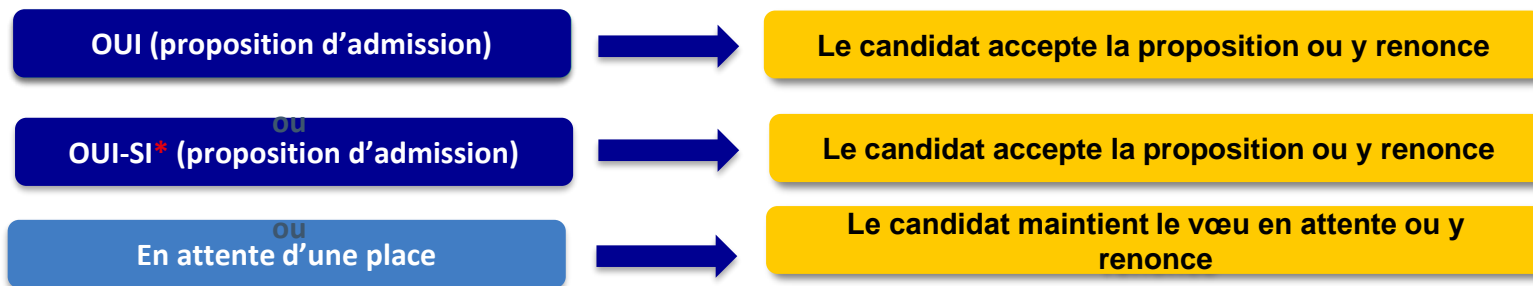 OUI (proposition d’admission)
Le candidat accepte la proposition ou y renonce
ou
OUI-SI* (proposition d’admission)
Le candidat accepte la proposition ou y renonce
ou
En attente d’une place
Le candidat maintient le vœu en attente ou y
renonce